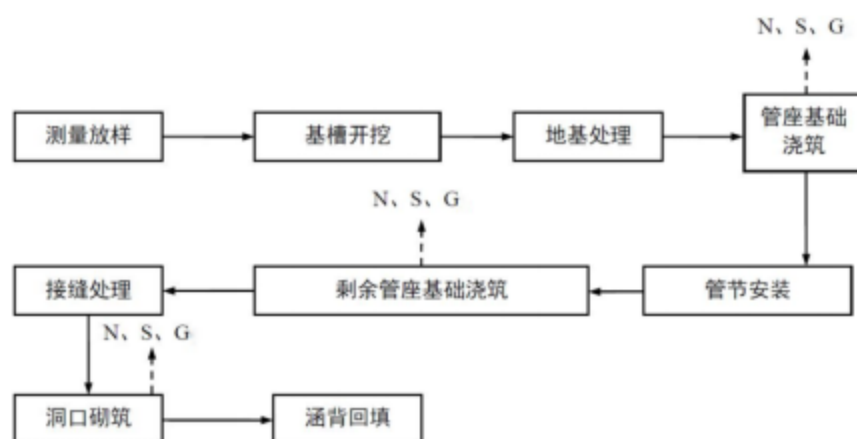 N、S、G
测量放样
基槽开挖
地基处理
管座基础
浇筑
N、S、G
接缝处理
剩余管座基础浇筑
管节安装
N、S、G
洞口砌筑
涵背回填